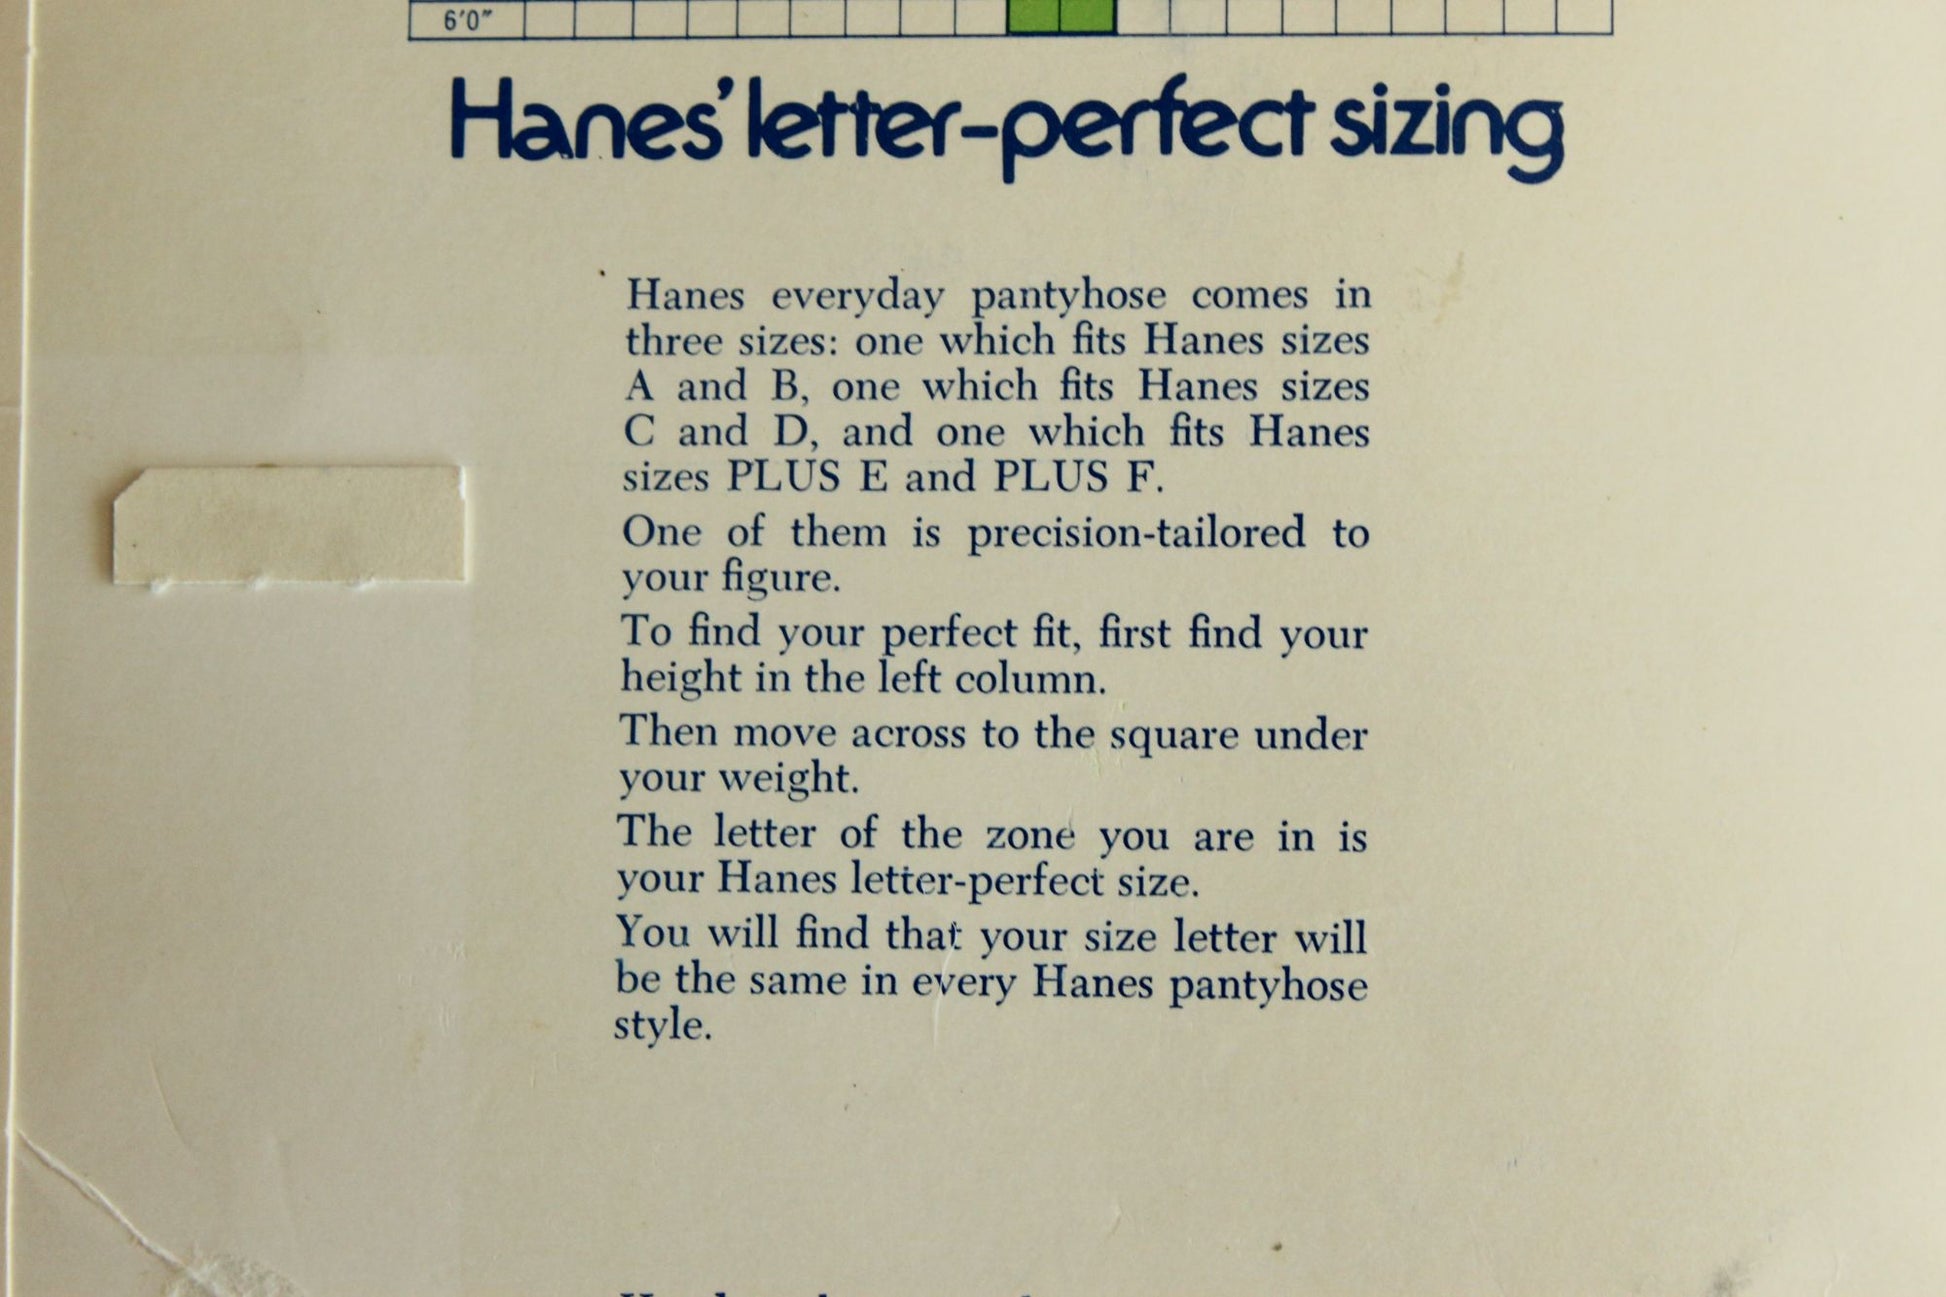 6'0"
Hanes' letter-perfect sizing
Hanes everyday pantyhose comes in
three sizes: one which fits Hanes sizes
A and B, one which fits Hanes sizes
C and D, and one which fits Hanes
sizes PLUS E and PLUS F.
One of them is precision-tailored to
your figure.
To find your perfect fit, first find your
height in the left column.
Then move across to the square under
your weight.
The letter of the zone you are in is
your Hanes letter-perfect size.
You will find that your size letter will
be the same in every Hanes pantyhose
style.